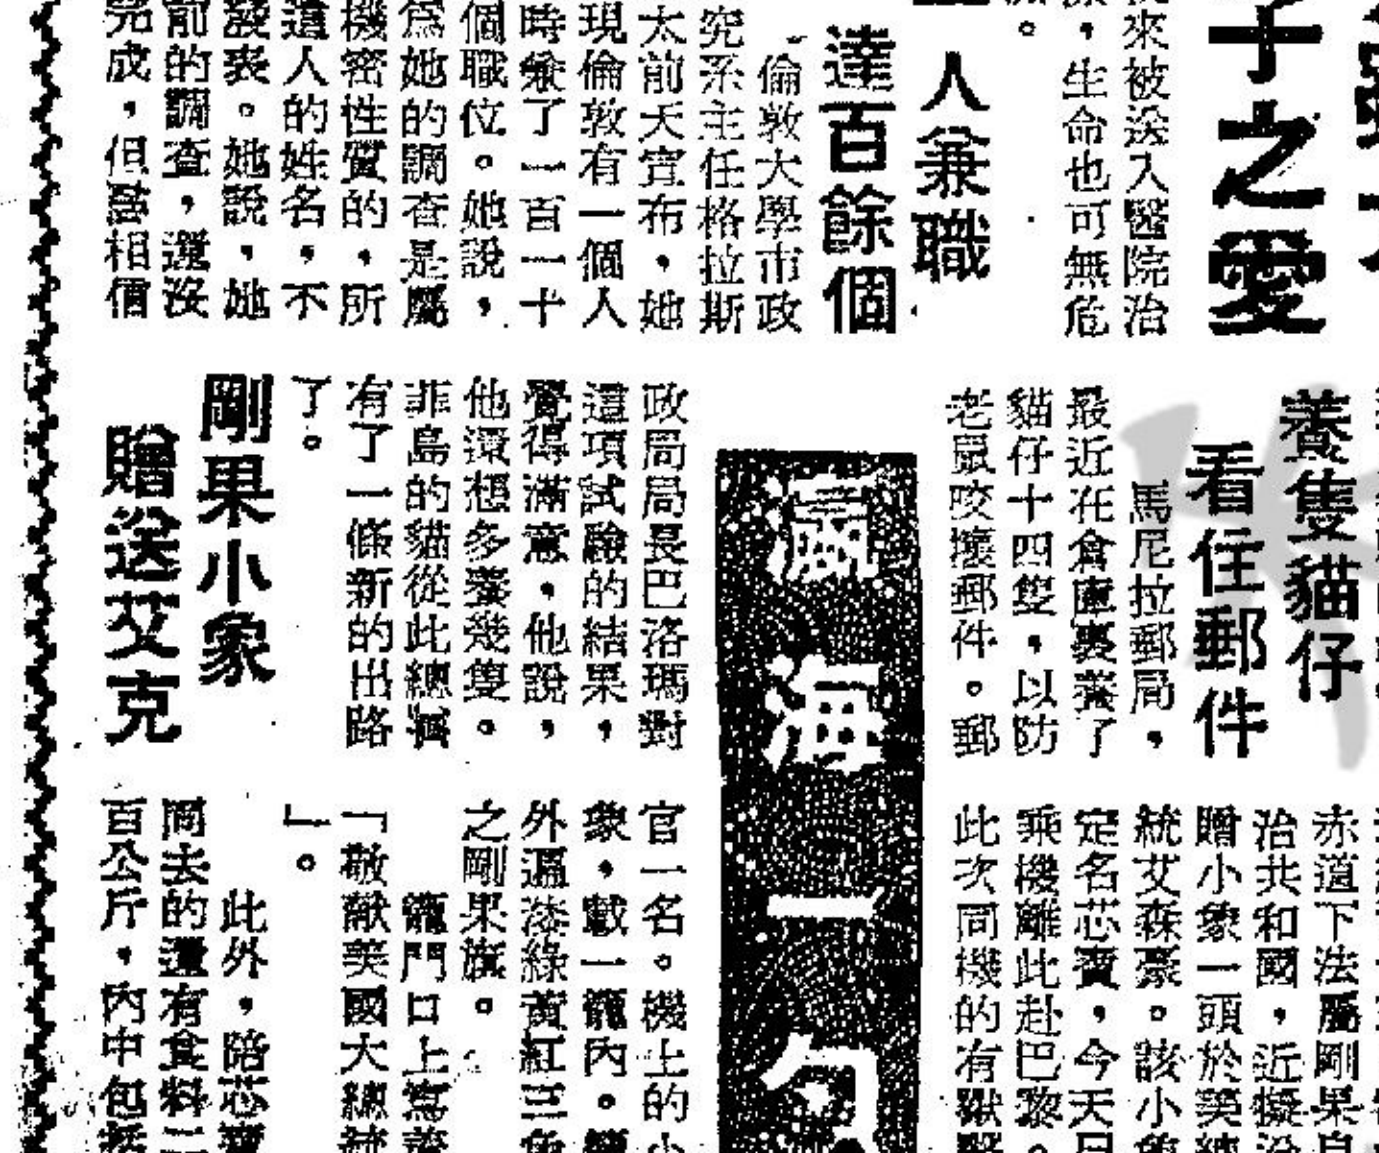 子之愛
來被送入醫院治
，生命也可無危
人兼職
達百餘個
倫敦大學市政
究系主任格拉斯
太前天宣布，她
現倫敦有一個人
時兼了一百一十
個職位。她說，
為她的調查是屬
機密性質的，所
這人的姓名，不
發表。她說，她
前的調查，還沒
完成，但
相信
養隻貓仔
看住郵件
馬尼拉郵局，
最近在倉庫裏養了
貓仔十四隻，以防
老鼠咬壞郵件。郵
海一勺
政局局長巴洛瑪對
這項試驗的結果，
覺得滿意，他說，
他還想多養幾隻。
菲島的貓從此總算
有了一條新的出路
了。
剛果小象
贈送艾克
赤道下法屬剛果自
治共和國，近擬
贈小象一頭於美總
統艾森豪。該小象
定名芯寶，今天
乘機離此赴巴黎。
此次同機的有獸醫
官一名。機上的小
象，載一籠內。籠
外遍漆綠黃紅三色
之剛果旗。
籠門口上寫著
「敬獻美國大總統
」。
此外，陪芯寶
同去的還有食料二
百公斤，內中包括